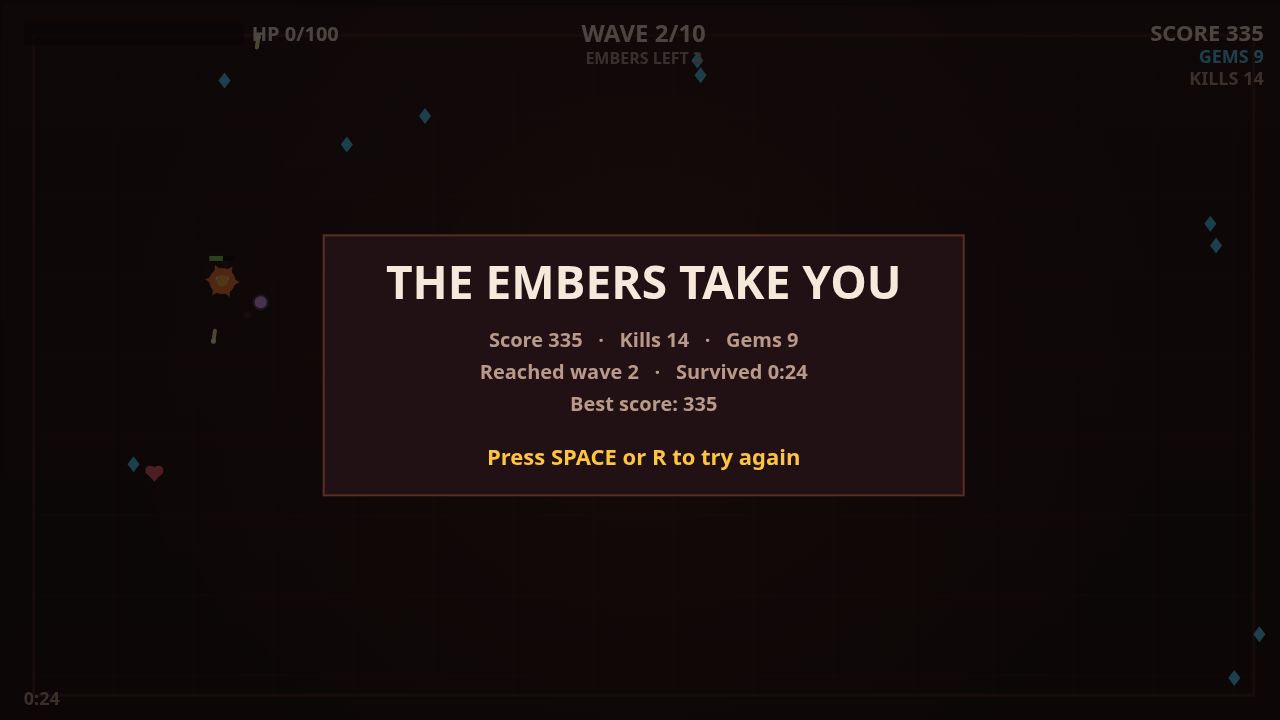 HP 0/100
WAVE 2/10
EMBERS LEFT
SCORE 335
GEMS 9
KILLS 14
THE EMBERS TAKE YOU
Score 335 · Kills 14 · Gems 9
Reached wave 2 · Survived 0:24
Best score: 335
Press SPACE or R to try again
0:24